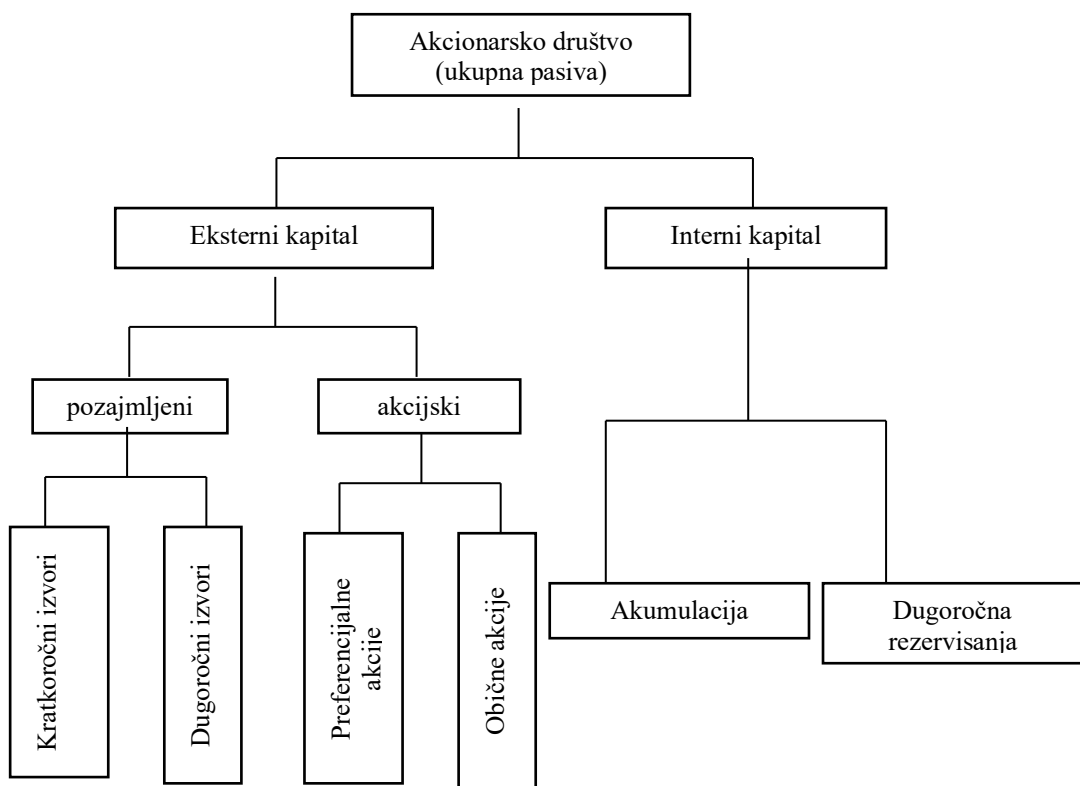 Akcionarsko društvo
(ukupna pasiva)
Eksterni kapital
Interni kapital
pozajmljeni
akcijski
Kratkoročni izvori
Dugoročni izvori
Preferencijalne
akcije
Obične akcije
Akumulacija
Dugoročna
rezervisanja